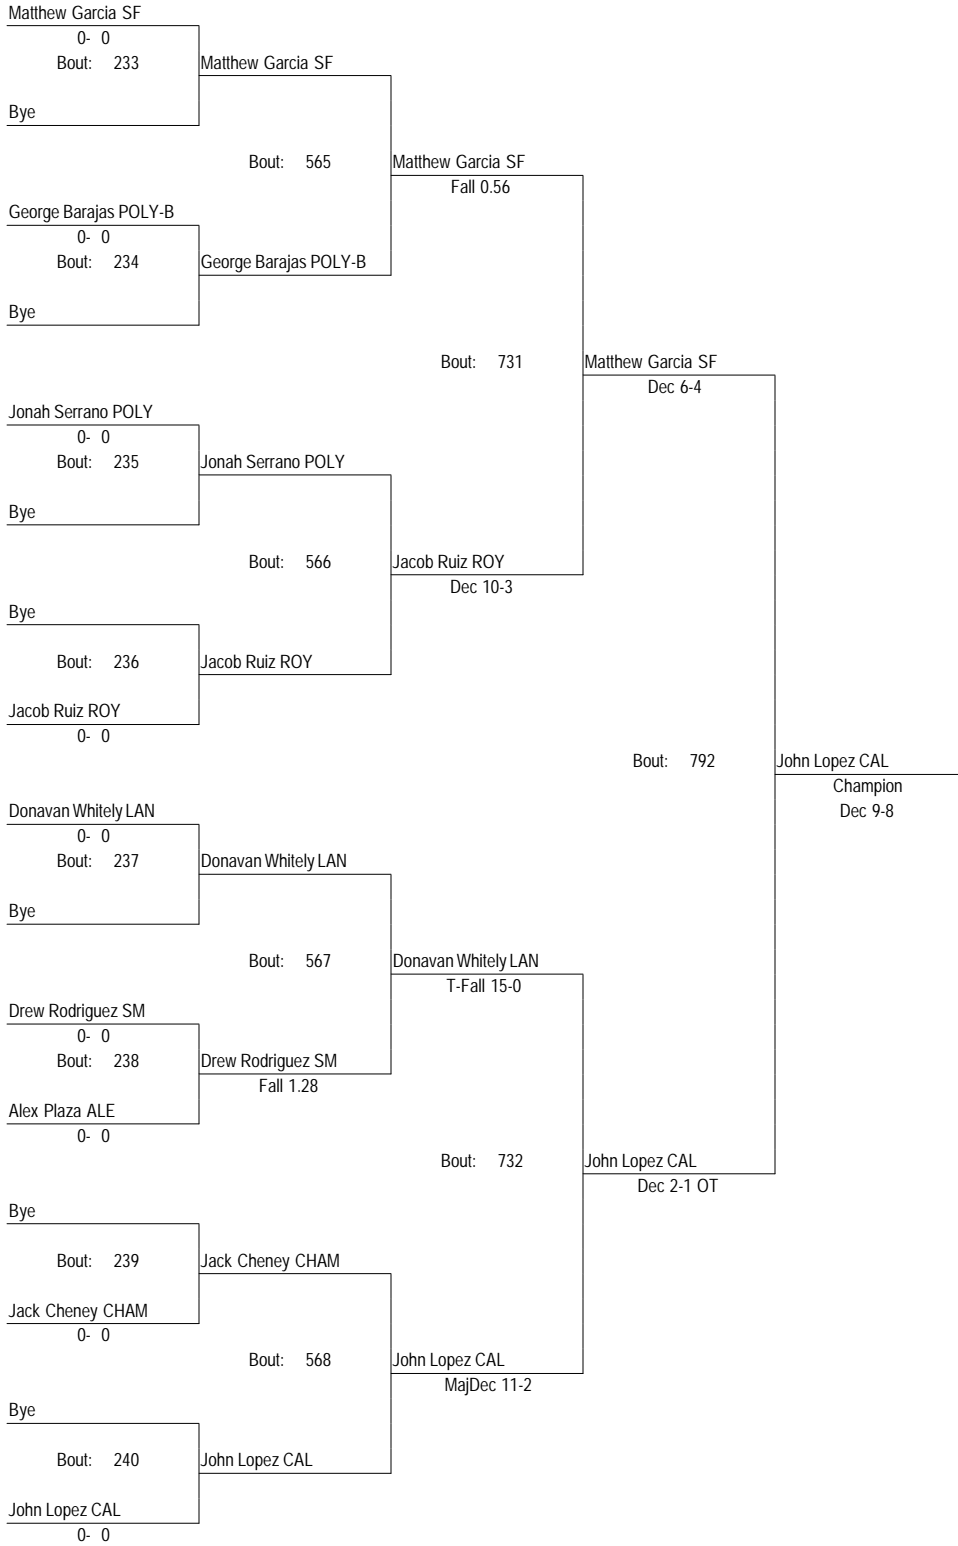 Matthew Garcia SF
0- 0
Bout: 233 Matthew Garcia SF
Bye
Bout: 565 Matthew Garcia SF
Fall 0.56
George Barajas POLY-B
0- 0
Bout: 234 George Barajas POLY-B
Bye
Bout: 731 Matthew Garcia SF
Dec 6-4
Jonah Serrano POLY
0- 0
Bout: 235 Jonah Serrano POLY
Bye
Bout: 566 Jacob Ruiz ROY
Dec 10-3
Bye
Bout: 236 Jacob Ruiz ROY
Jacob Ruiz ROY
0- 0
Bout: 792 John Lopez CAL
Champion
Donavan Whitely LAN Dec 9-8
0- 0
Bout: 237 Donavan Whitely LAN
Bye
Bout: 567 Donavan Whitely LAN
T-Fall 15-0
Drew Rodriguez SM
0- 0
Bout: 238 Drew Rodriguez SM
Fall 1.28
Alex Plaza ALE
0- 0
Bout: 732 John Lopez CAL
Dec 2-1 OT
Bye
Bout: 239 Jack Cheney CHAM
Jack Cheney CHAM
0- 0
Bout: 568 John Lopez CAL
MajDec 11-2
Bye
Bout: 240 John Lopez CAL
John Lopez CAL
0- 0